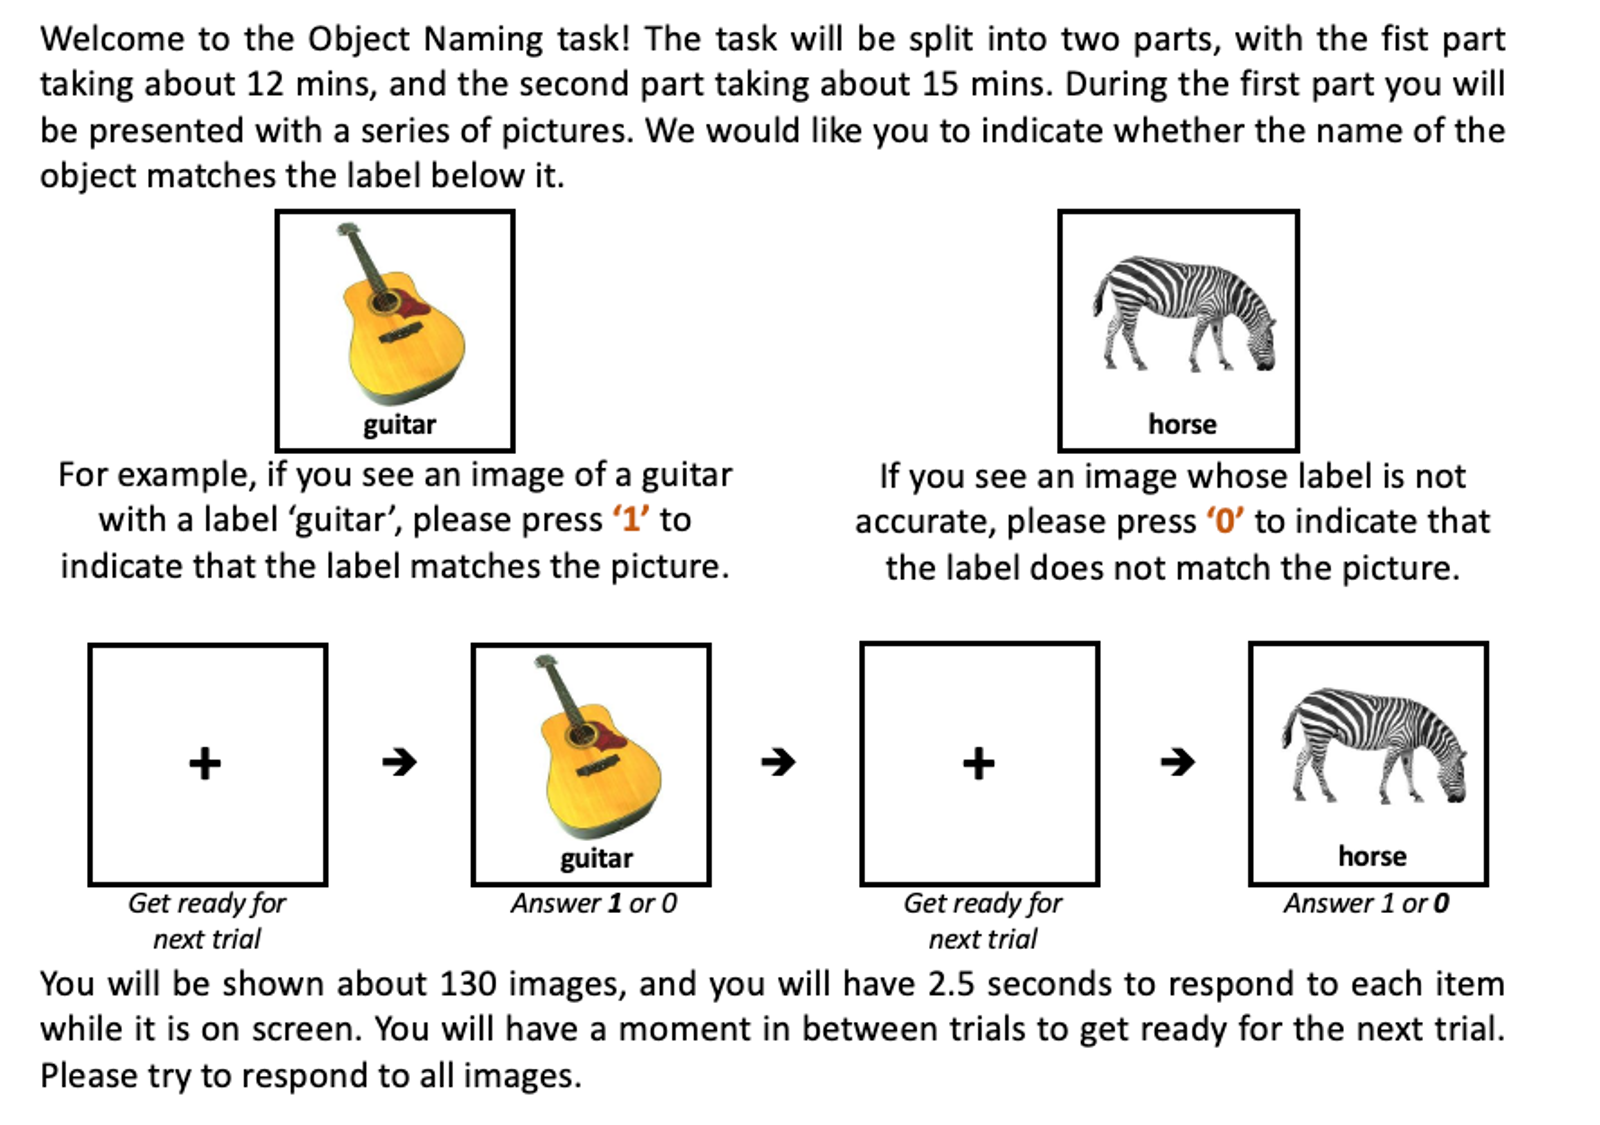 Welcome to the Object Naming task! The task will be split into two parts, with the fist part
taking about 12 mins, and the second part taking about 15 mins. During the first part you will
be presented with a series of pictures. We would like you to indicate whether the name of the
object matches the label below it.
guitar
horse
For example, if you see an image of a guitar
with a label ‘guitar’, please press ‘1’ to
indicate that the label matches the picture.
If you see an image whose label is not
accurate, please press ‘0’ to indicate that
the label does not match the picture.
+
guitar
+
horse
Get ready for
next trial
Answer 1 or 0
Get ready for
next trial
Answer 1 or 0
You will be shown about 130 images, and you will have 2.5 seconds to respond to each item
while it is on screen. You will have a moment in between trials to get ready for the next trial.
Please try to respond to all images.